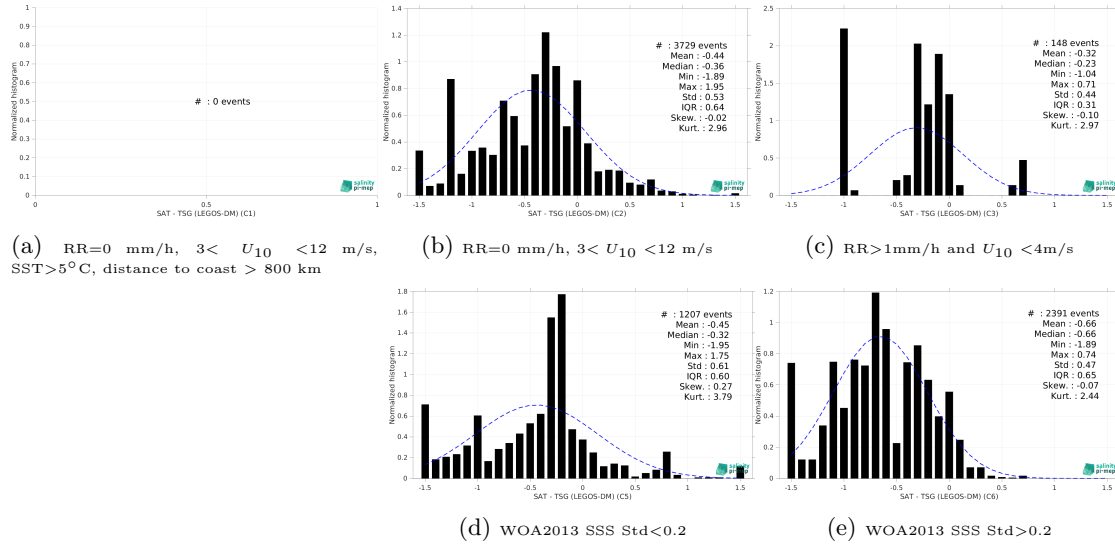 1
0.9
0.8
0.7
0.6
0.5
0.4
0.3
0.2
0.1
0
Normalized histogram
# : 0 events
salinity
pi-mep
0 0.5 1
SAT - TSG (LEGOS-DM) (C1)
(a) RR=0 mm/h, 3< U10 <12 m/s,
SST>5°C, distance to coast > 800 km
1.4
1.2
1
0.8
0.6
0.4
0.2
0
Normalized histogram
# : 3729 events
Mean : -0.44
Median : -0.36
Min : -1.89
Max : 1.95
Std : 0.53
IQR : 0.64
Skew. : -0.02
Kurt. : 2.96
salinity
pi-mep
-1.5 -1 -0.5 0 0.5 1 1.5
SAT - TSG (LEGOS-DM) (C2)
(b) RR=0 mm/h, 3< U10 <12 m/s
2.5
2
1.5
1
0.5
0
Normalized histogram
# : 148 events
Mean : -0.32
Median : -0.23
Min : -1.04
Max : 0.71
Std : 0.44
IQR : 0.31
Skew. : -0.10
Kurt. : 2.97
salinity
pi-mep
-1.5 -1 -0.5 0 0.5 1 1.5
SAT - TSG (LEGOS-DM) (C3)
(c) RR>1mm/h and U10 <4m/s
1.8
1.6
1.4
1.2
1
0.8
0.6
0.4
0.2
0
Normalized histogram
# : 1207 events
Mean : -0.45
Median : -0.32
Min : -1.95
Max : 1.75
Std : 0.61
IQR : 0.60
Skew. : 0.27
Kurt. : 3.79
salinity
pi-mep
-1.5 -1 -0.5 0 0.5 1 1.5
SAT - TSG (LEGOS-DM) (C5)
(d) WOA2013 SSS Std<0.2
1.2
1
0.8
0.6
0.4
0.2
0
Normalized histogram
# : 2391 events
Mean : -0.66
Median : -0.66
Min : -1.89
Max : 0.74
Std : 0.47
IQR : 0.65
Skew. : -0.07
Kurt. : 2.44
salinity
pi-mep
-1.5 -1 -0.5 0 0.5 1 1.5
SAT - TSG (LEGOS-DM) (C6)
(e) WOA2013 SSS Std>0.2